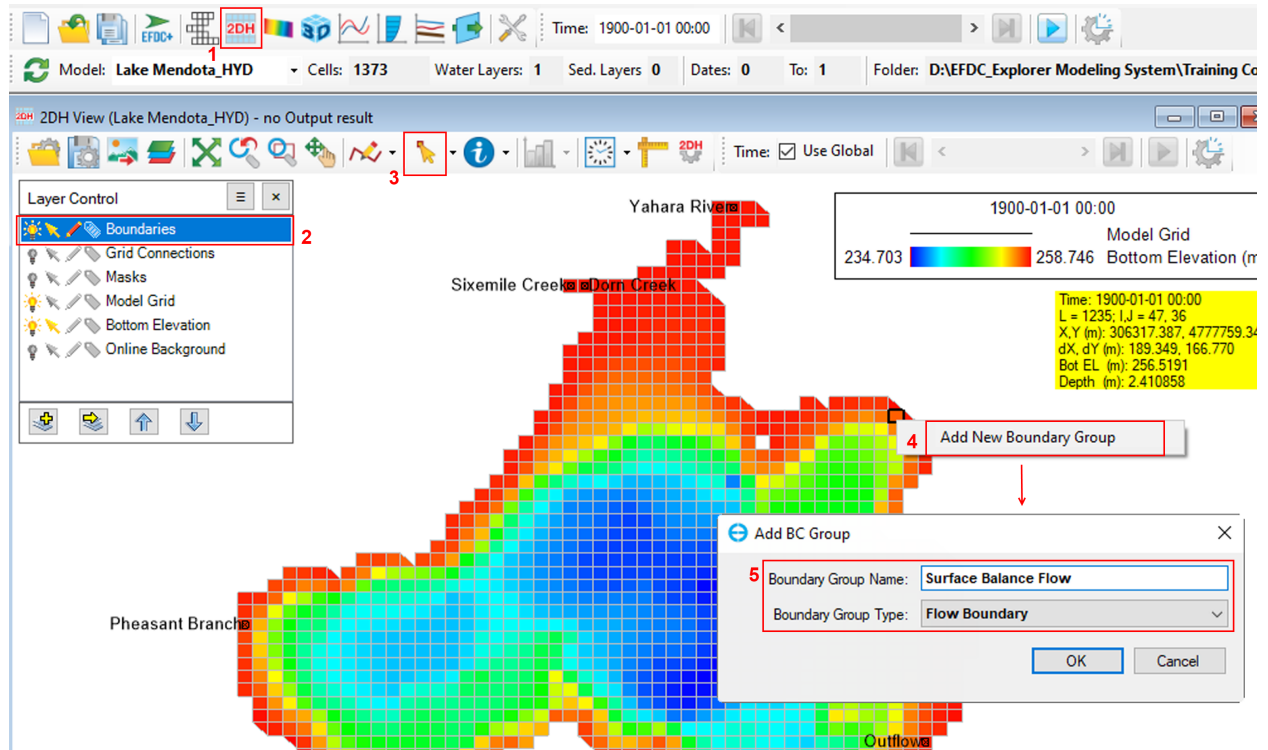 EFDC+
2DH
3D
Time: 1900-01-01 00:00
1
Model: Lake Mendota_HYD Cells: 1373 Water Layers: 1 Sed. Layers 0 Dates: 0 To: 1 Folder: D:\EFDC_Explorer Modeling System\Training Co
2DH 2DH View (Lake Mendota_HYD) - no Output result
2DH
Time: Use Global
3
Layer Control
Boundaries
2
Grid Connections
Masks
Model Grid
Bottom Elevation
Online Background
Yahara River
Sixemile Creek
Dorn Creek
1900-01-01 00:00
Model Grid
234.703 258.746 Bottom Elevation (m
Time: 1900-01-01 00:00
L = 1235; I,J = 47, 36
X,Y (m): 306317.387, 4777759.34
dX, dY (m): 189.349, 166.770
Bot EL (m): 256.5191
Depth (m): 2.410858
4 Add New Boundary Group
Add BC Group
5 Boundary Group Name: Surface Balance Flow
Boundary Group Type: Flow Boundary
OK Cancel
Pheasant Branch
Outflow